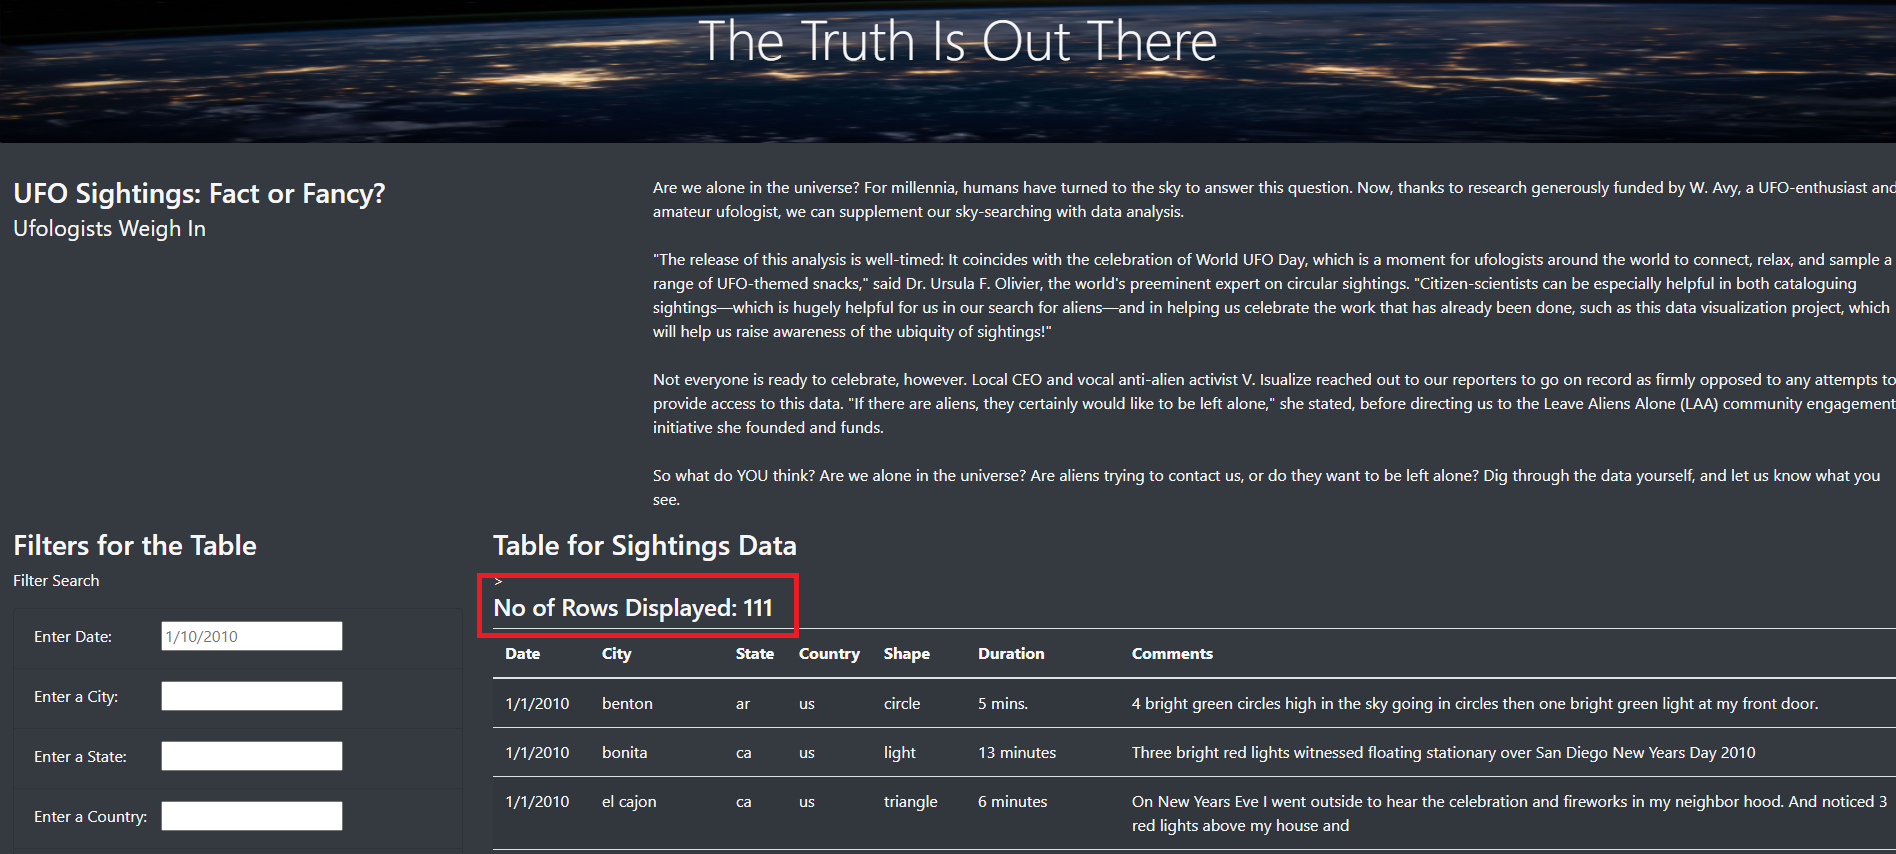 The Truth Is Out There
UFO Sightings: Fact or Fancy?
Ufologists Weigh In
Are we alone in the universe? For millennia, humans have turned to the sky to answer this question. Now, thanks to research generously funded by W. Avy, a UFO-enthusiast and
amateur ufologist, we can supplement our sky-searching with data analysis.
"The release of this analysis is well-timed: It coincides with the celebration of World UFO Day, which is a moment for ufologists around the world to connect, relax, and sample a
range of UFO-themed snacks," said Dr. Ursula F. Olivier, the world's preeminent expert on circular sightings. "Citizen-scientists can be especially helpful in both cataloguing
sightings—which is hugely helpful for us in our search for aliens—and in helping us celebrate the work that has already been done, such as this data visualization project, which
will help us raise awareness of the ubiquity of sightings!"
Not everyone is ready to celebrate, however. Local CEO and vocal anti-alien activist V. Isualize reached out to our reporters to go on record as firmly opposed to any attempts to
provide access to this data. "If there are aliens, they certainly would like to be left alone," she stated, before directing us to the Leave Aliens Alone (LAA) community engagement
initiative she founded and funds.
So what do YOU think? Are we alone in the universe? Are aliens trying to contact us, or do they want to be left alone? Dig through the data yourself, and let us know what you
see.
Filters for the Table
Filter Search
Enter Date: 1/10/2010
Enter a City:
Enter a State:
Enter a Country:
Table for Sightings Data
>
No of Rows Displayed: 111
Date City State Country Shape Duration Comments
1/1/2010 benton ar us circle 5 mins. 4 bright green circles high in the sky going in circles then one bright green light at my front door.
1/1/2010 bonita ca us light 13 minutes Three bright red lights witnessed floating stationary over San Diego New Years Day 2010
1/1/2010 el cajon ca us triangle 6 minutes On New Years Eve I went outside to hear the celebration and fireworks in my neighbor hood. And noticed 3
red lights above my house and